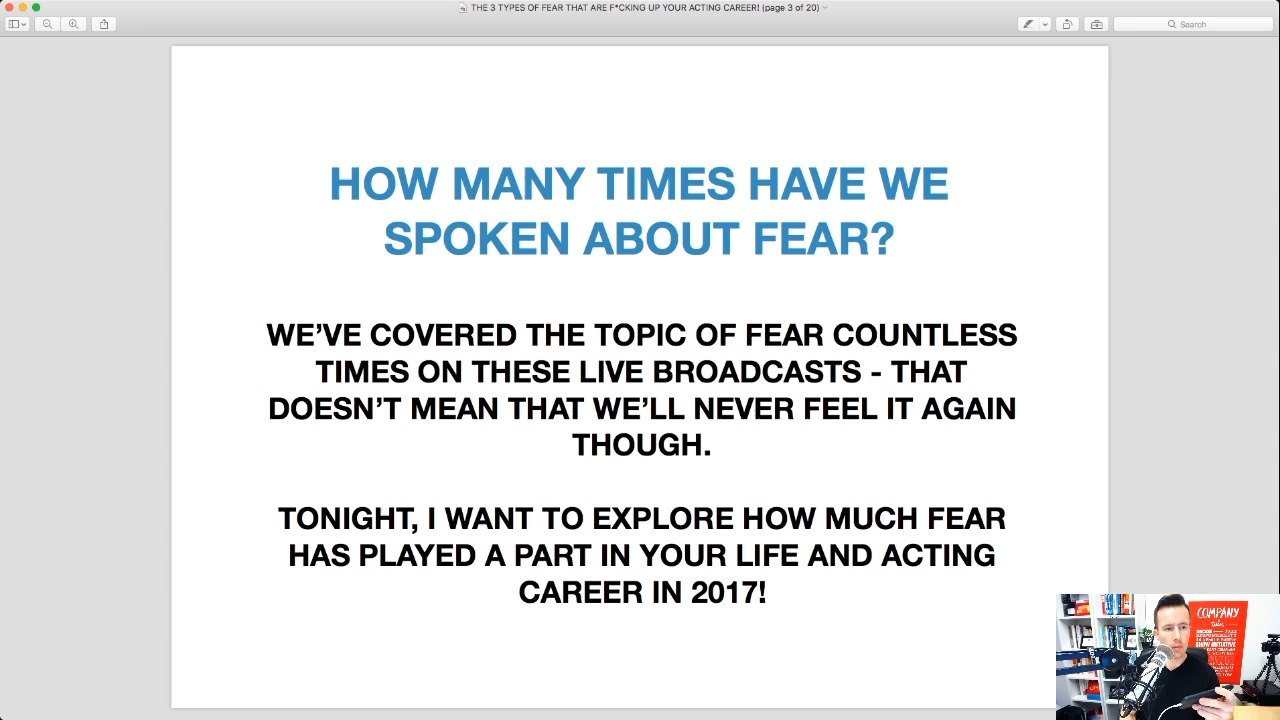 THE 3 TYPES OF FEAR THAT ARE F*CKING UP YOUR ACTING CAREER! (page 3 of 20)
Search
HOW MANY TIMES HAVE WE
SPOKEN ABOUT FEAR?
WE’VE COVERED THE TOPIC OF FEAR COUNTLESS
TIMES ON THESE LIVE BROADCASTS - THAT
DOESN’T MEAN THAT WE’LL NEVER FEEL IT AGAIN
THOUGH.
TONIGHT, I WANT TO EXPLORE HOW MUCH FEAR
HAS PLAYED A PART IN YOUR LIFE AND ACTING
CAREER IN 2017!
COMPANY